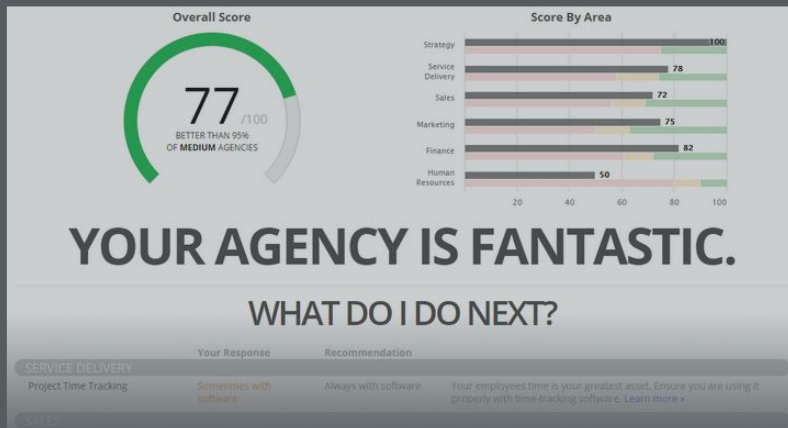 Overall Score
77 /100
BETTER THAN 95%
OF MEDIUM AGENCIES
Score By Area
Strategy 100
Service
Delivery 78
Sales 72
Marketing 75
Finance 82
Human
Resources 50
20 40 60 80 100
YOUR AGENCY IS FANTASTIC.
WHAT DO I DO NEXT?
Your Response Recommendation
SERVICE DELIVERY
Project Time Tracking Sometimes with Always with software Your employees time is your greatest asset. Ensure you are using it
software properly with time-tracking software. Learn more »
SALES